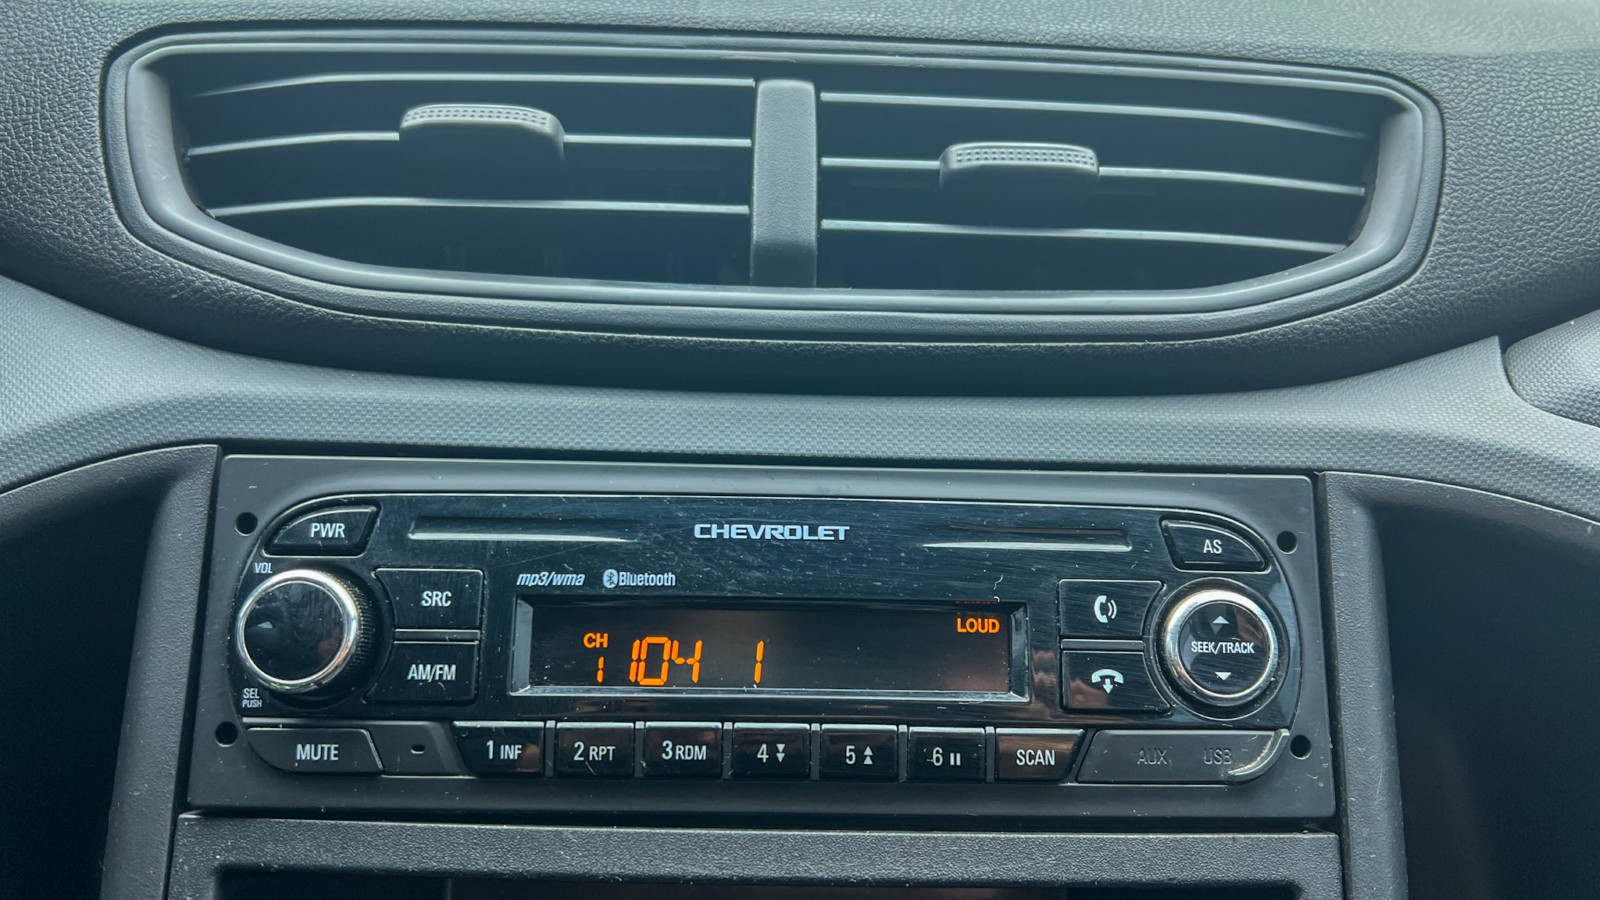 CHEVROLET
PWR
AS
VOL
mp3/wma Bluetooth
SRC
CH
1 104 1
LOUD
SEEK/TRACK
AM/FM
SEL
PUSH
MUTE
1 INF
2 RPT
3 RDM
4
5
6
SCAN
AUX
USB